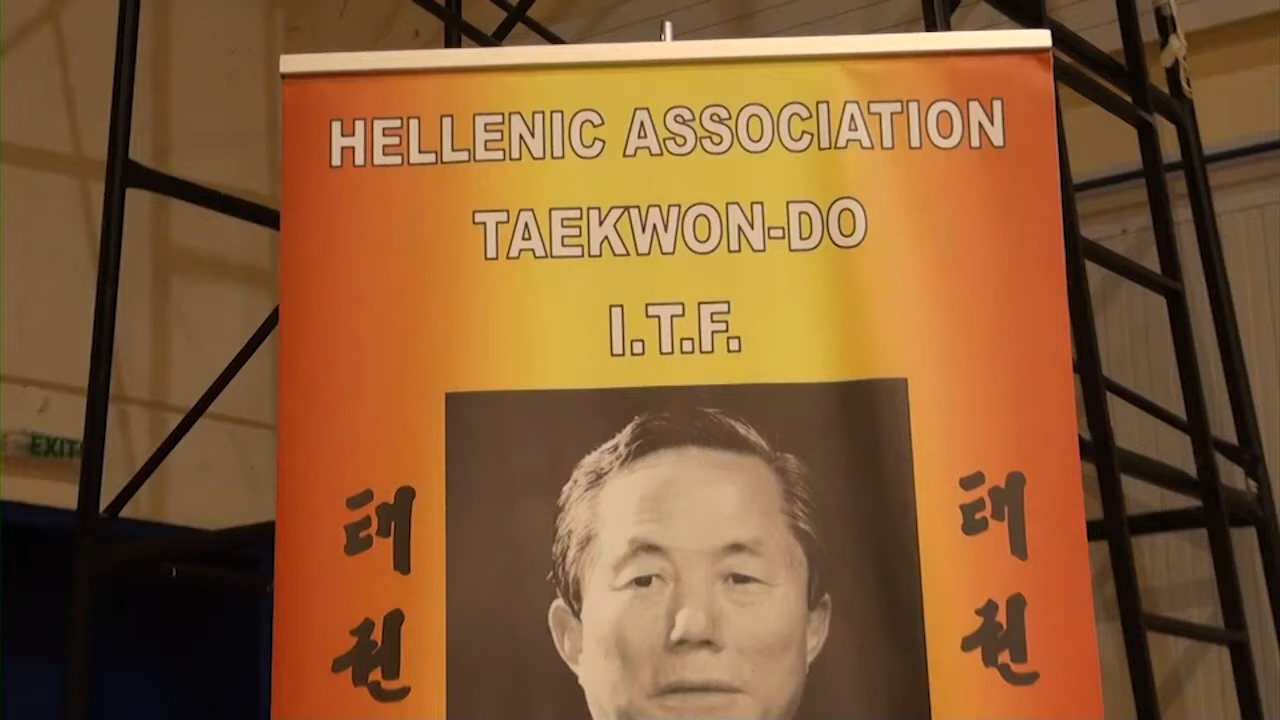 HELLENIC ASSOCIATION
TAEKWON-DO
I.T.F.
EXIT
태
권
태
권